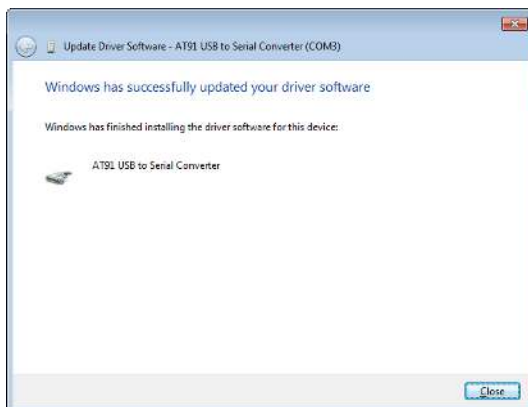 Update Driver Software - AT91 USB to Serial Converter (COM3)
Windows has successfully updated your driver software
Windows has finished installing the driver software for this device:
AT91 USB to Serial Converter
Close